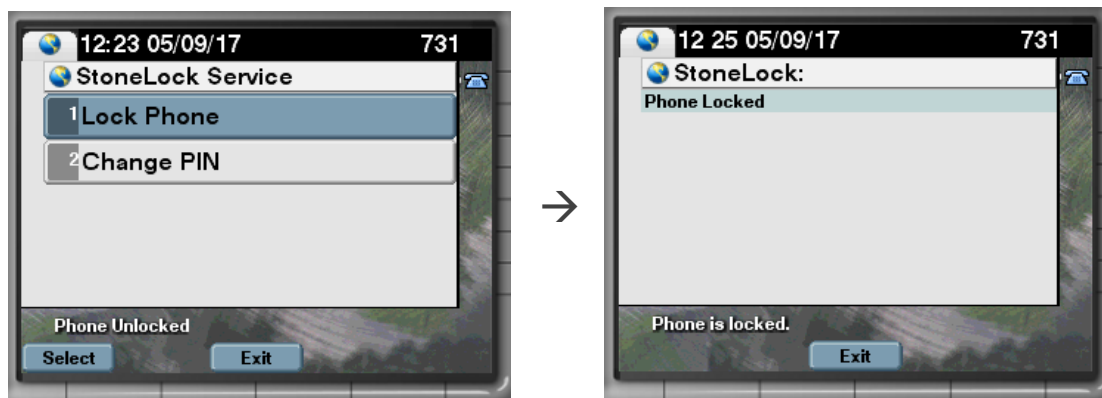 12:23 05/09/17 731
StoneLock Service
1 Lock Phone
2 Change PIN
Phone Unlocked
Select Exit
→
12 25 05/09/17 731
StoneLock:
Phone Locked
Phone is locked.
Exit